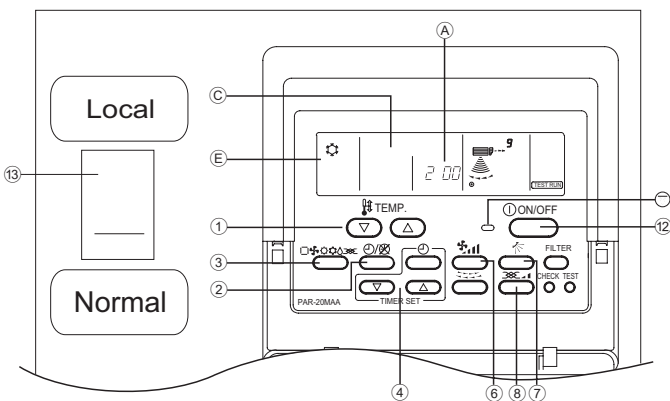 Local
Normal
A
C
E
9
2 00
TEST RUN
TEMP.
ON/OFF
FILTER
CHECK TEST
TIMER SET
PAR-20MAA
13
1
3
2
4
6
8
7
12